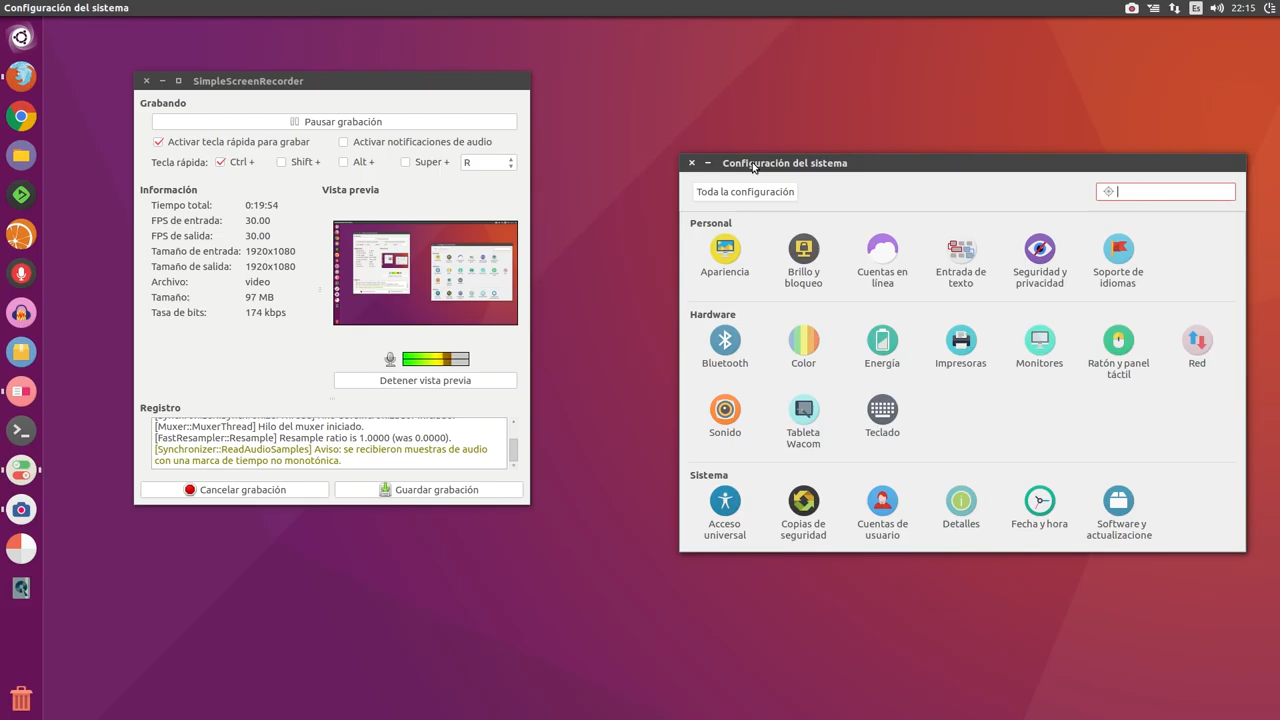 Configuración del sistema
Es
22:15
SimpleScreenRecorder
Grabando
Pausar grabación
Activar tecla rápida para grabar
Activar notificaciones de audio
Tecla rápida:
Ctrl +
Shift +
Alt +
Super +
R
Información
Tiempo total: 0:19:54
FPS de entrada: 30.00
FPS de salida: 30.00
Tamaño de entrada: 1920x1080
Tamaño de salida: 1920x1080
Archivo: video
Tamaño: 97 MB
Tasa de bits: 174 kbps
Vista previa
Detener vista previa
Registro
[Muxer::MuxerThread] Hilo del muxer iniciado.
[FastResampler::Resample] Resample ratio is 1.0000 (was 0.0000).
[Synchronizer::ReadAudioSamples] Aviso: se recibieron muestras de audio
con una marca de tiempo no monotónica.
Cancelar grabación
Guardar grabación
Configuración del sistema
Toda la configuración
Personal
Apariencia
Brillo y
bloqueo
Cuentas en
línea
Entrada de
texto
Seguridad y
privacidad
Soporte de
idiomas
Hardware
Bluetooth
Color
Energía
Impresoras
Monitores
Ratón y panel
táctil
Red
Sonido
Tableta
Wacom
Teclado
Sistema
Acceso
universal
Copias de
seguridad
Cuentas de
usuario
Detalles
Fecha y hora
Software y
actualizacione